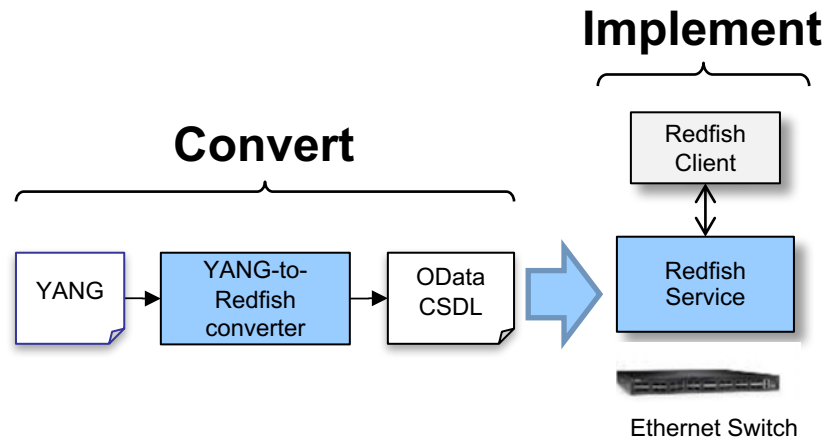 Implement
Convert
Redfish
Client
YANG
YANG-to-
Redfish
converter
OData
CSDL
Redfish
Service
Ethernet Switch